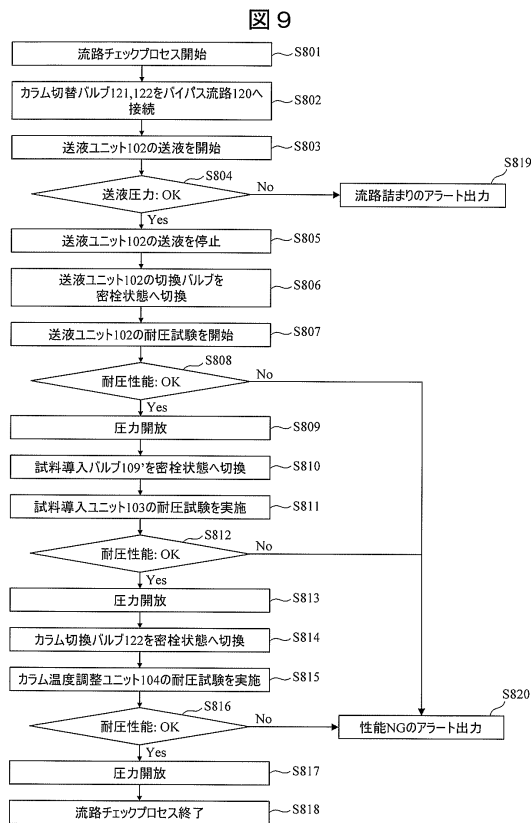 図９
流路チェックプロセス開始
S801
カラム切替バルブ121,122をバイパス流路120へ
接続
S802
送液ユニット102の送液を開始
S803
送液圧力: OK
S804
No
流路詰まりのアラート出力
S819
Yes
送液ユニット102の送液を停止
S805
送液ユニット102の切換バルブを
密栓状態へ切換
S806
送液ユニット102の耐圧試験を開始
S807
耐圧性能: OK
S808
No
Yes
圧力開放
S809
試料導入バルブ109’を密栓状態へ切換
S810
試料導入ユニット103の耐圧試験を実施
S811
耐圧性能: OK
S812
No
Yes
圧力開放
S813
カラム切換バルブ122を密栓状態へ切換
S814
カラム温度調整ユニット104の耐圧試験を実施
S815
耐圧性能: OK
S816
No
性能NGのアラート出力
S820
Yes
圧力開放
S817
流路チェックプロセス終了
S818